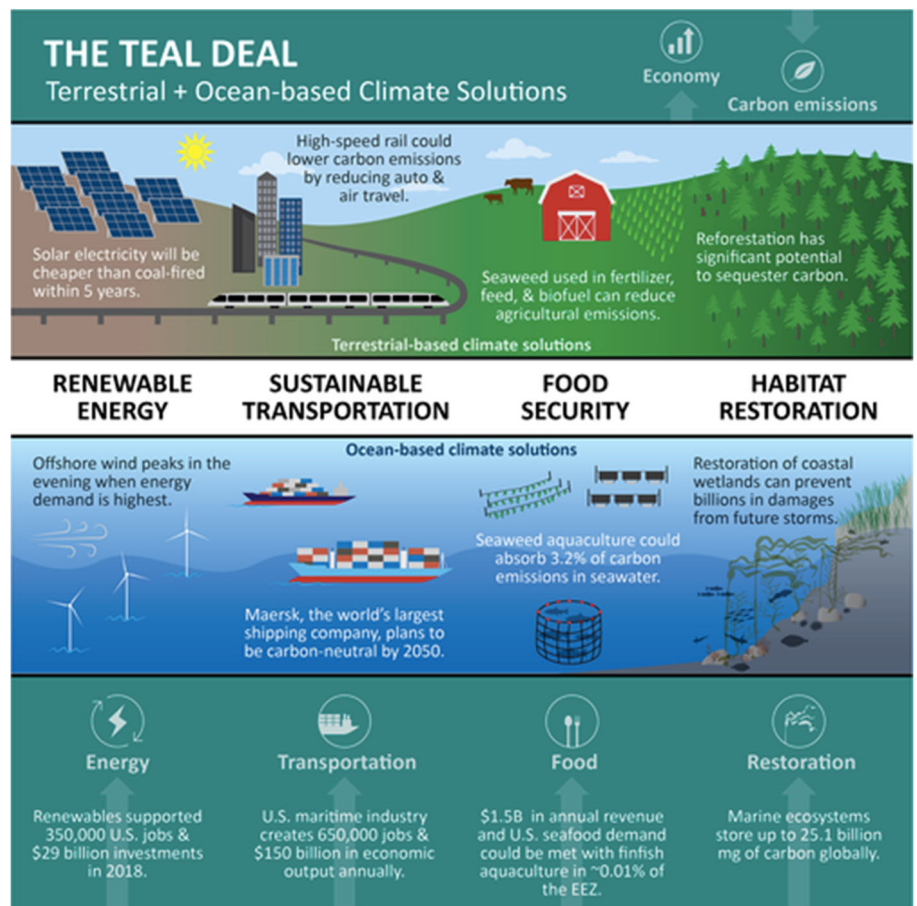 THE TEAL DEAL
Terrestrial + Ocean-based Climate Solutions
Economy
Carbon emissions
High-speed rail could
lower carbon emissions
by reducing auto &
air travel.
Solar electricity will be
cheaper than coal-fired
within 5 years.
Seaweed used in fertilizer,
feed, & biofuel can reduce
agricultural emissions.
Reforestation has
significant potential
to sequester carbon.
Terrestrial-based climate solutions
RENEWABLE
ENERGY
SUSTAINABLE
TRANSPORTATION
FOOD
SECURITY
HABITAT
RESTORATION
Ocean-based climate solutions
Offshore wind peaks in the
evening when energy
demand is highest.
Maersk, the world's largest
shipping company, plans to
be carbon-neutral by 2050.
Seaweed aquaculture could
absorb 3.2% of carbon
emissions in seawater.
Restoration of coastal
wetlands can prevent
billions in damages
from future storms.
Energy
Renewables supported
350,000 U.S. jobs &
$29 billion investments
in 2018.
Transportation
U.S. maritime industry
creates 650,000 jobs &
$150 billion in economic
output annually.
Food
$1.5B in annual revenue
and U.S. seafood demand
could be met with finfish
aquaculture in ~0.01% of
the EEZ.
Restoration
Marine ecosystems
store up to 25.1 billion
mg of carbon globally.